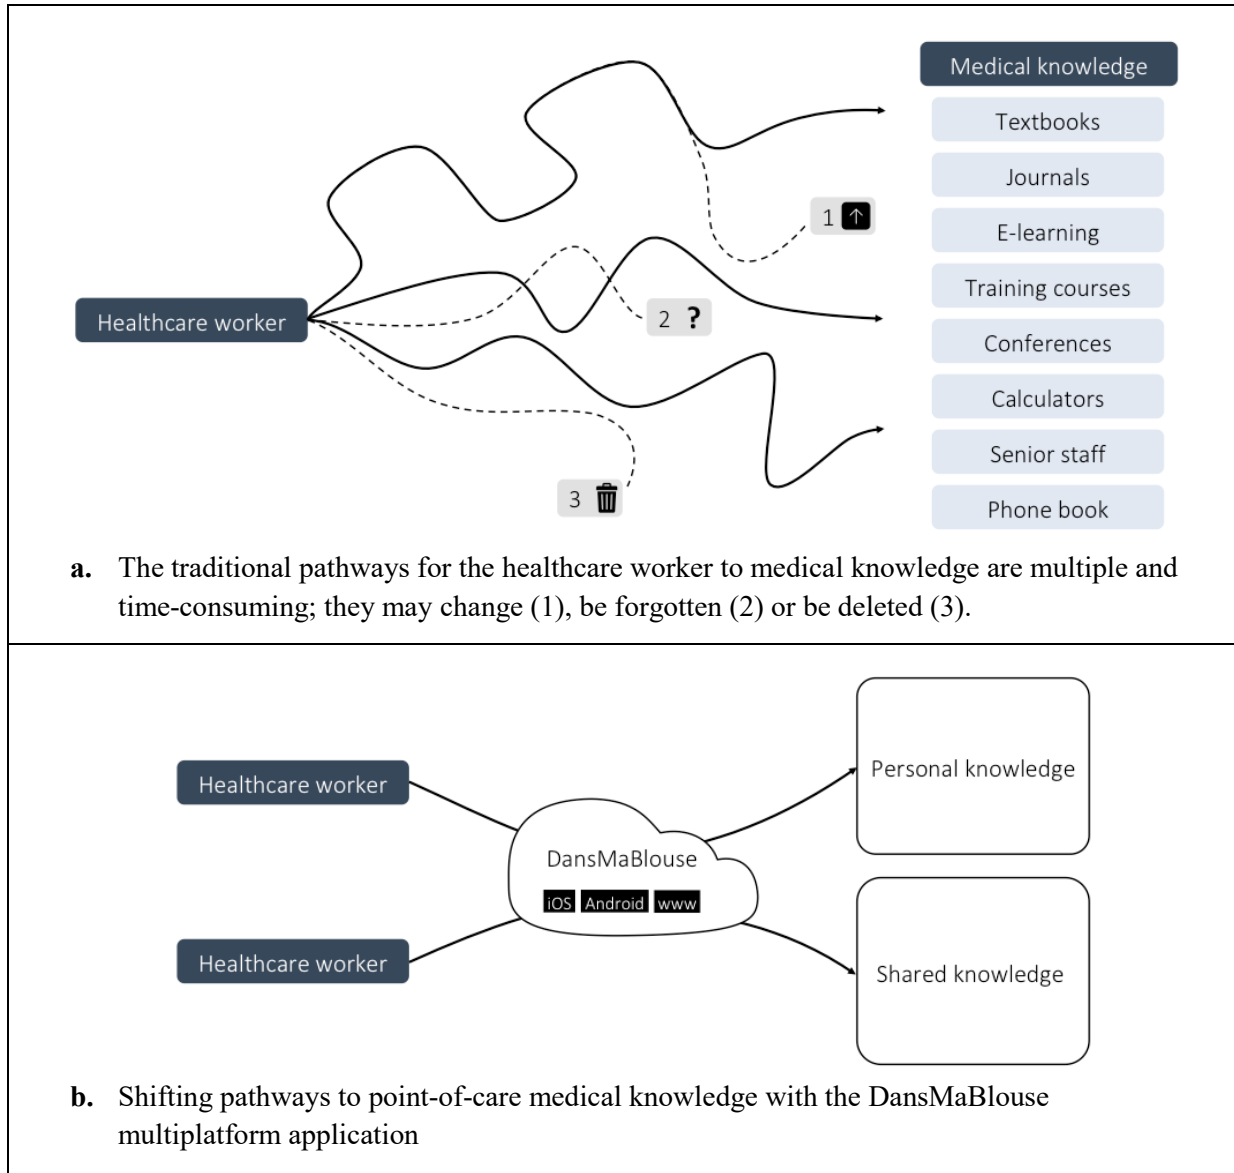 Medical knowledge
Textbooks
Journals
1
E-learning
Training courses
Healthcare worker
2 ?
Conferences
Calculators
Senior staff
3
Phone book
a. The traditional pathways for the healthcare worker to medical knowledge are multiple and
time-consuming; they may change (1), be forgotten (2) or be deleted (3).
Healthcare worker
Personal knowledge
DansMaBlouse
iOS Android www
Healthcare worker
Shared knowledge
b. Shifting pathways to point-of-care medical knowledge with the DansMaBlouse
multiplatform application